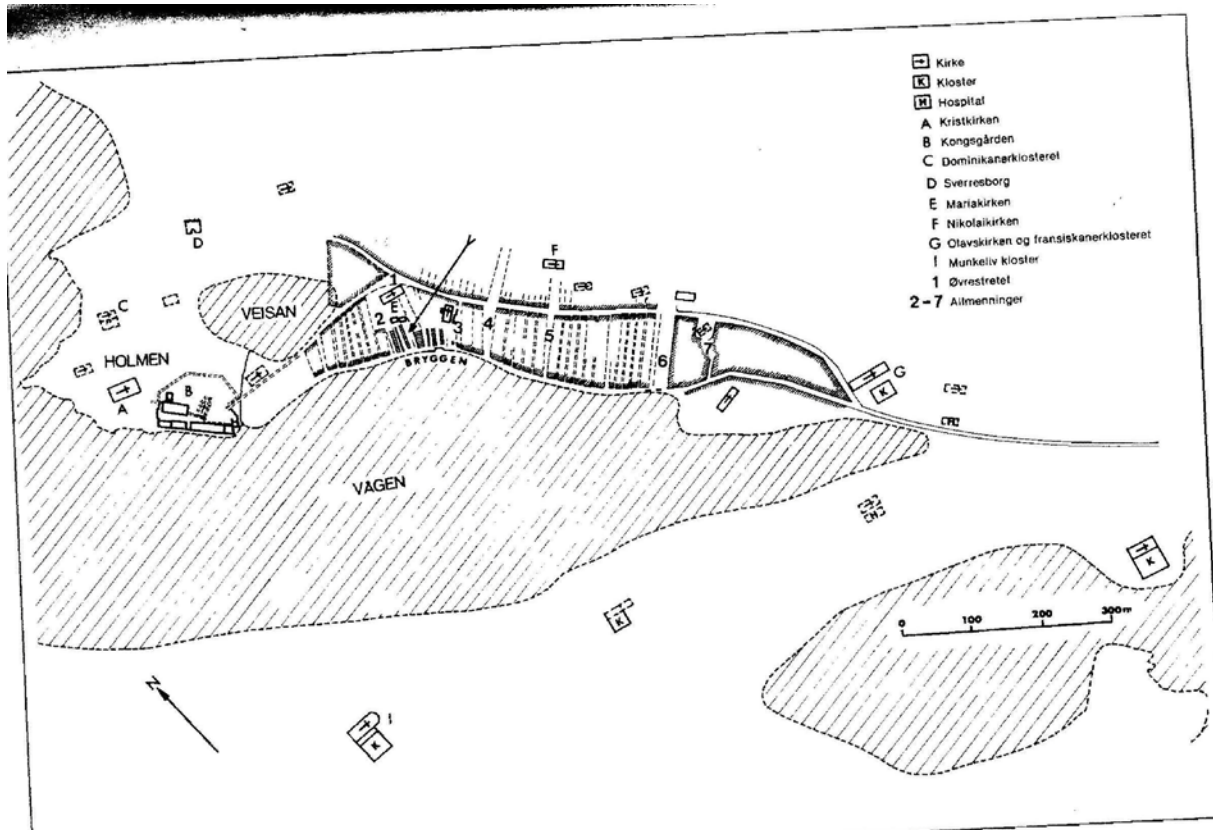 Kirke
K Kloster
H Hospital
A Kristkirken
B Kongsgården
C Dominikanerklosteret
D Sverresborg
E Mariakirken
F Nikolaikirken
G Olavskirken og fransiskanerklosteret
I Munkeliv kloster
1 Øvrestretet
2-7 Allmenninger
D
F
C
VEISAN
1
E
2
3
4
5
6
7
BRYGGEN
HOLMEN
A
B
G
K
VÅGEN
K
K
0 100 200 300m
N
I
K